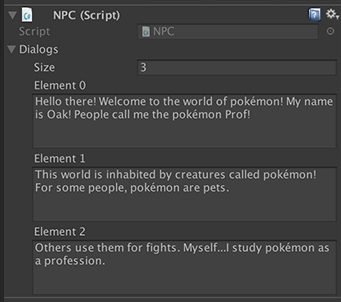 NPC (Script)
Script NPC
Dialogs
Size 3
Element 0
Hello there! Welcome to the world of pokémon! My name
is Oak! People call me the pokémon Prof!
Element 1
This world is inhabited by creatures called pokémon!
For some people, pokémon are pets.
Element 2
Others use them for fights. Myself...I study pokémon as
a profession.